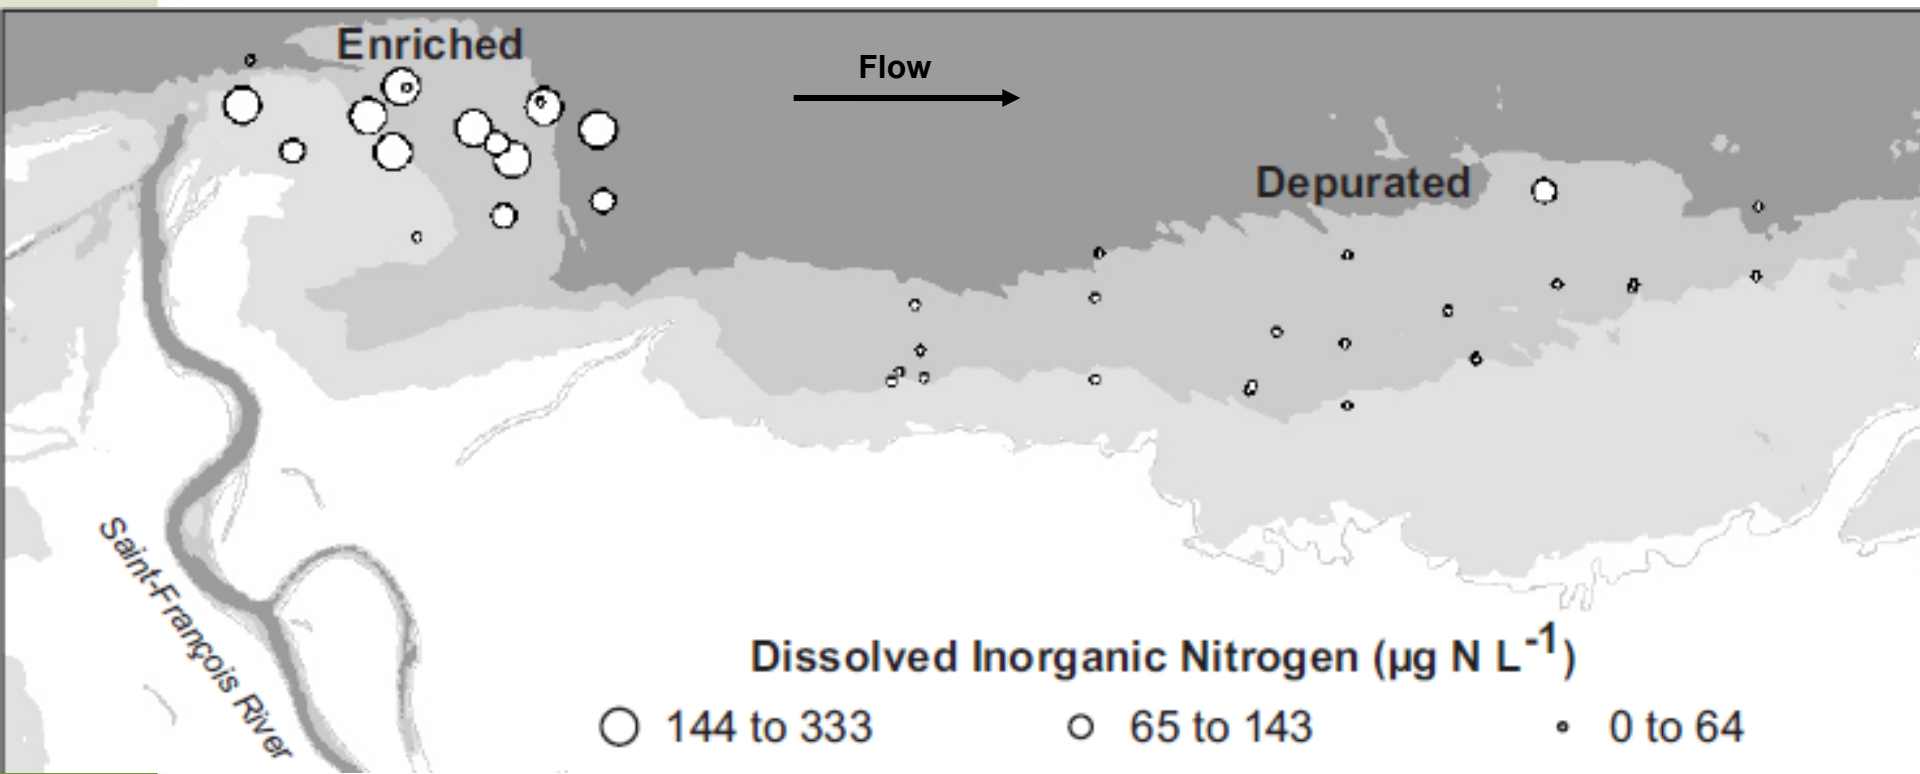 Enriched
Flow
Depurated
Saint-François River
Dissolved Inorganic Nitrogen (µg N L⁻¹)
144 to 333
65 to 143
0 to 64